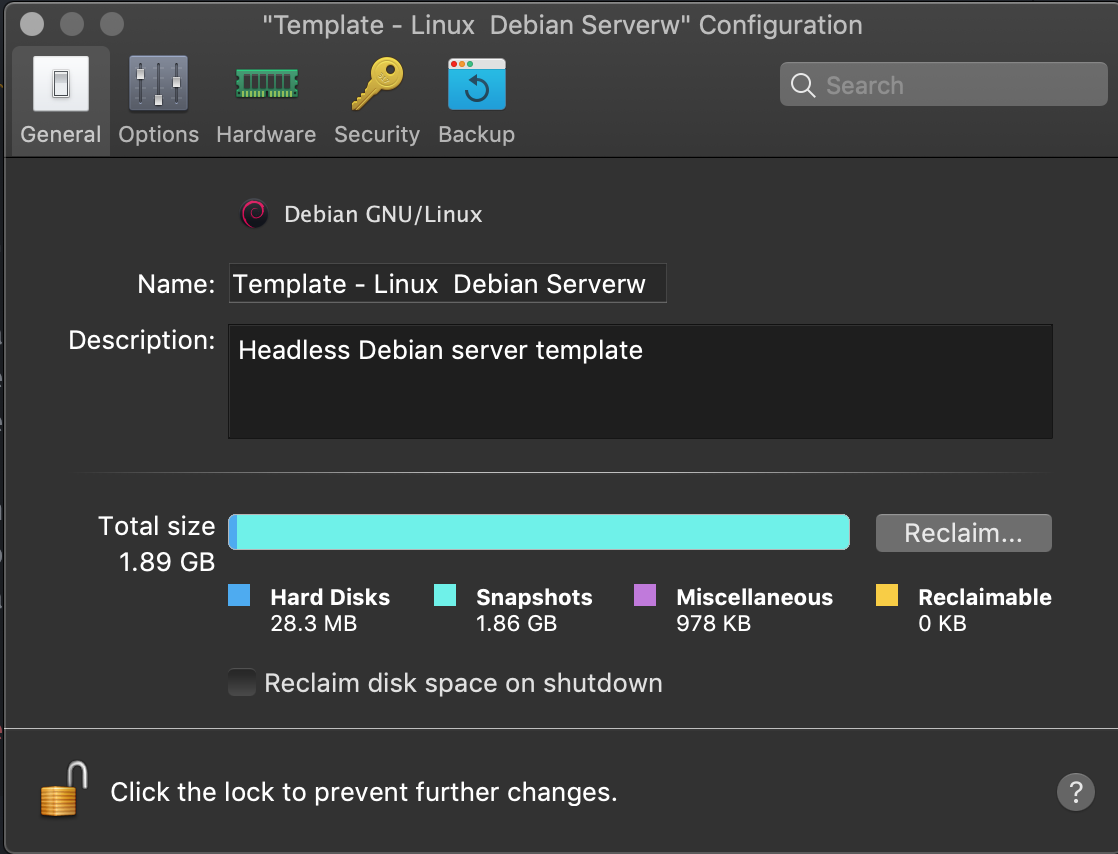 "Template - Linux  Debian Serverw" Configuration
General Options Hardware Security Backup
Search
Debian GNU/Linux
Name: Template - Linux  Debian Serverw
Description: Headless Debian server template
Total size
1.89 GB
Reclaim...
Hard Disks Snapshots Miscellaneous Reclaimable
28.3 MB 1.86 GB 978 KB 0 KB
Reclaim disk space on shutdown
Click the lock to prevent further changes.
?